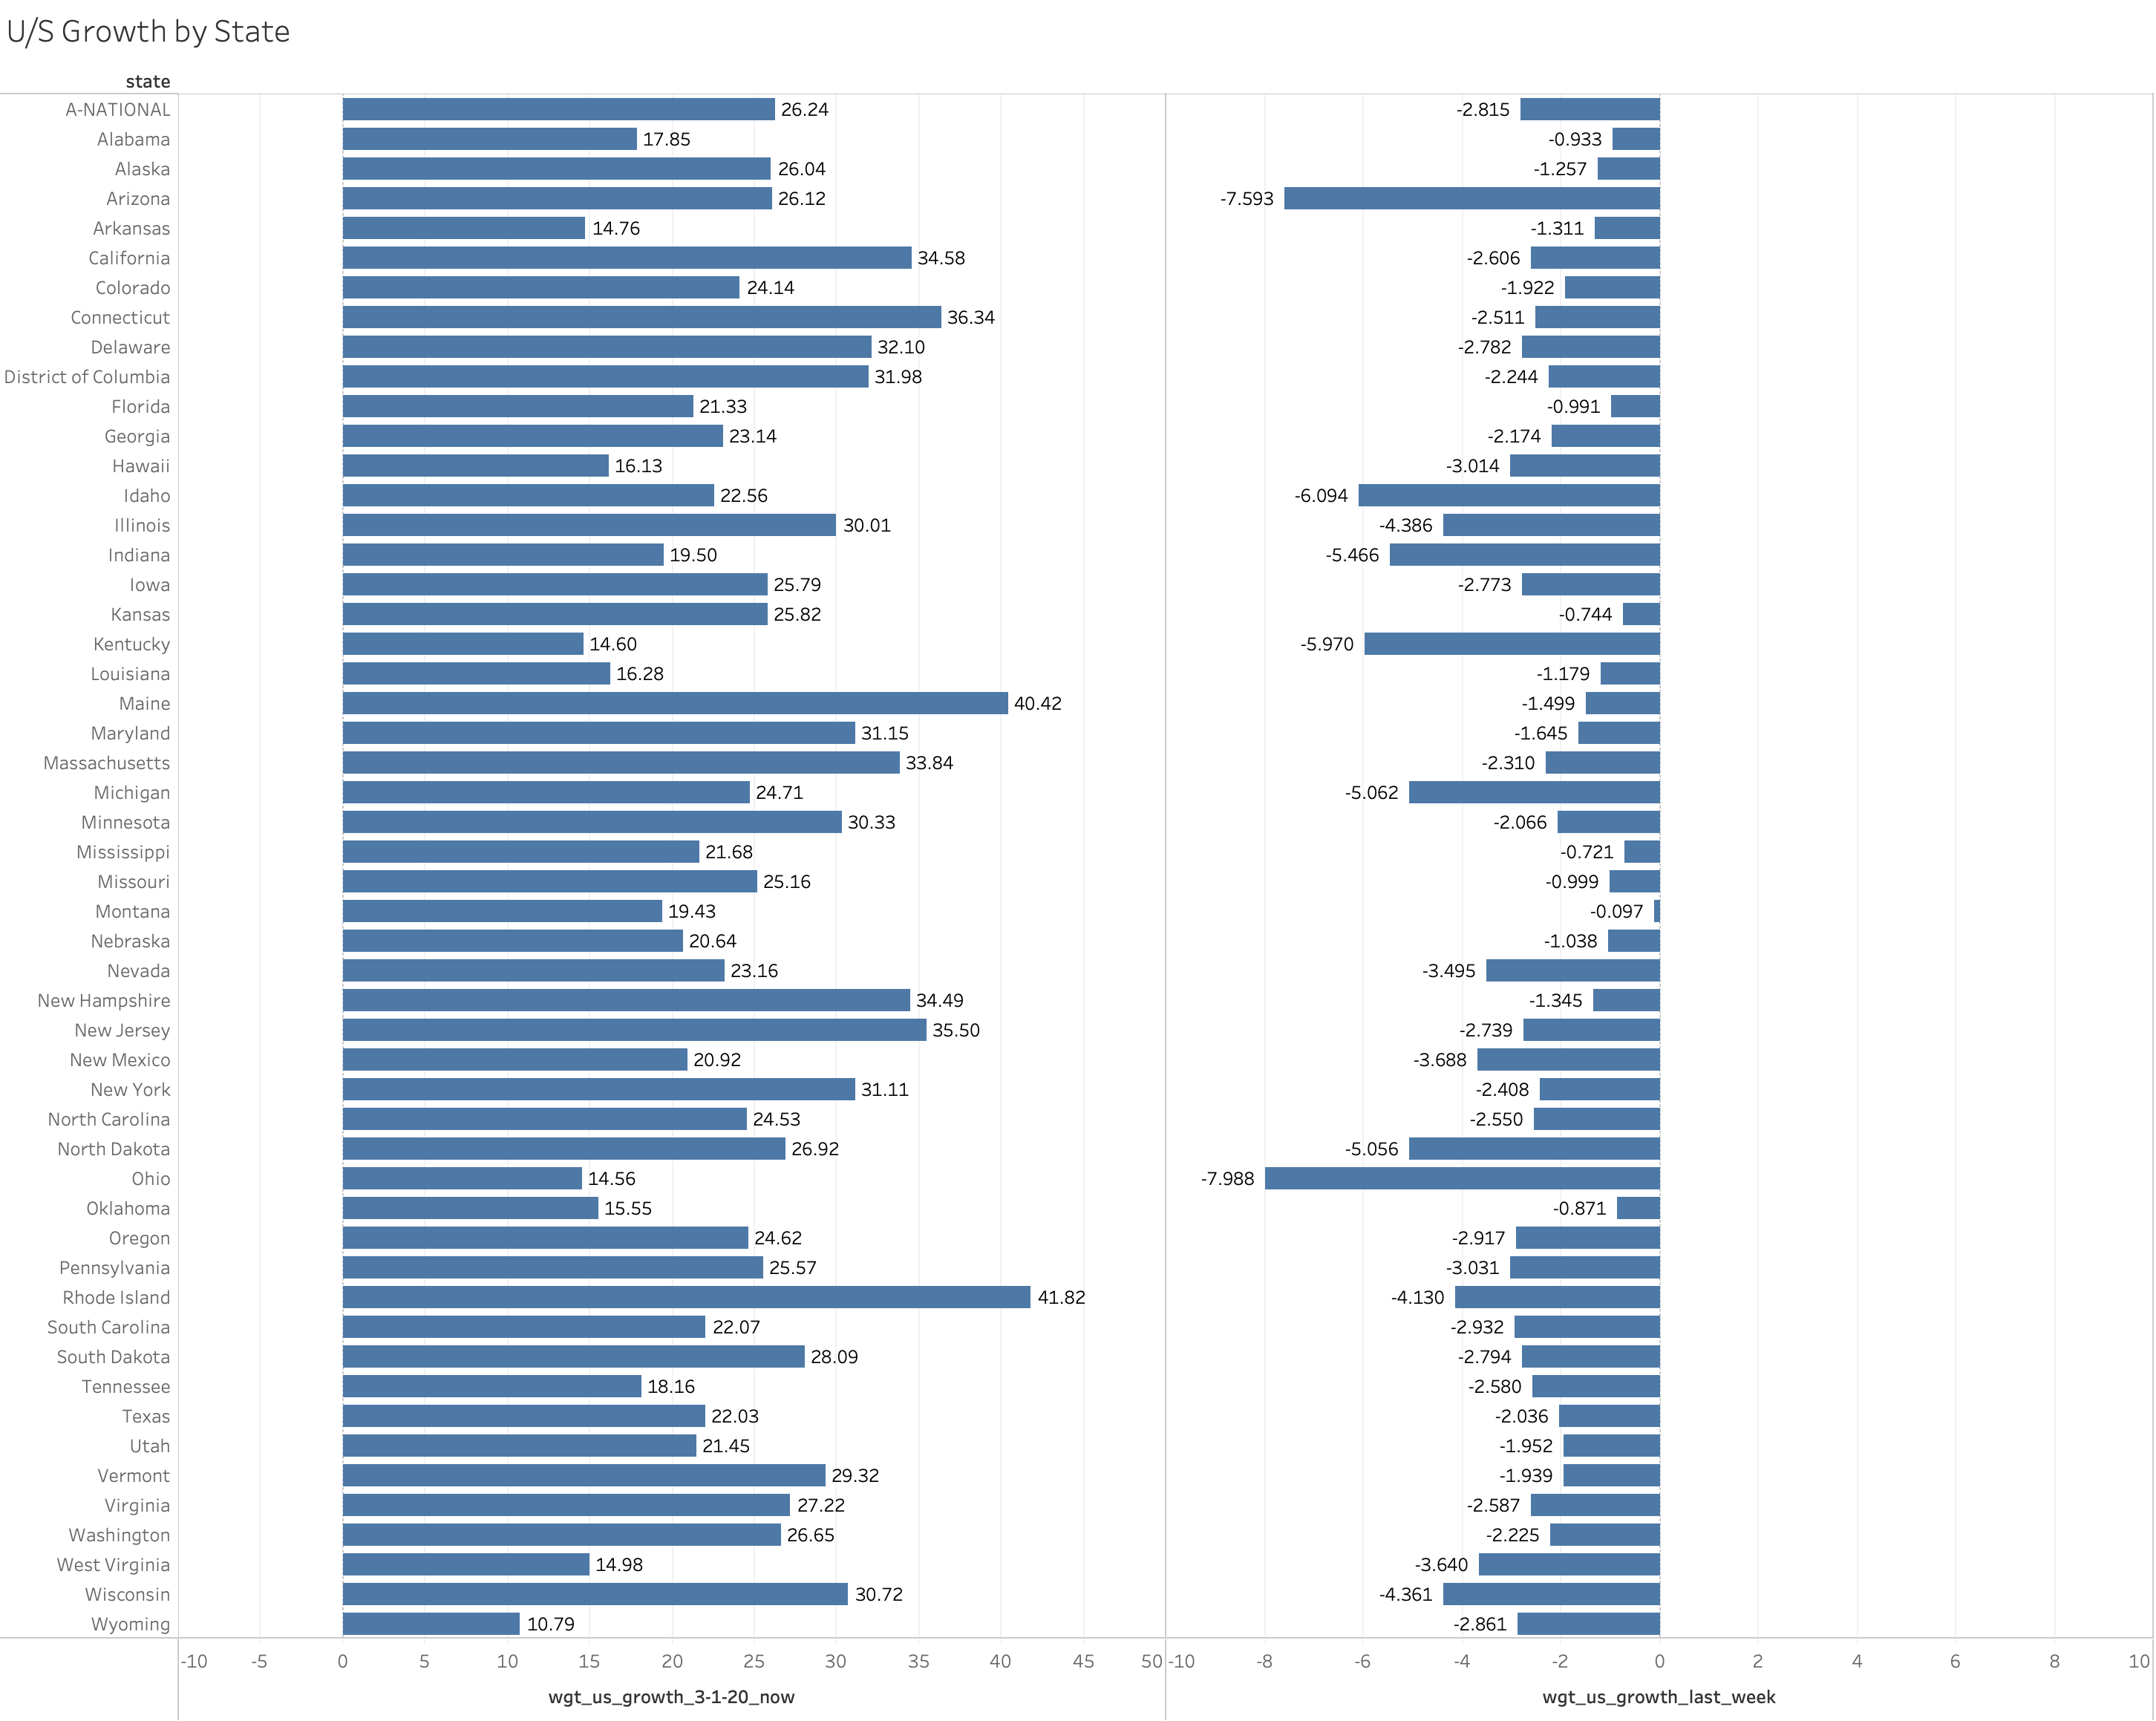 U/S Growth by State
state
A-NATIONAL 26.24 -2.815
Alabama 17.85 -0.933
Alaska 26.04 -1.257
Arizona 26.12 -7.593
Arkansas 14.76 -1.311
California 34.58 -2.606
Colorado 24.14 -1.922
Connecticut 36.34 -2.511
Delaware 32.10 -2.782
District of Columbia 31.98 -2.244
Florida 21.33 -0.991
Georgia 23.14 -2.174
Hawaii 16.13 -3.014
Idaho 22.56 -6.094
Illinois 30.01 -4.386
Indiana 19.50 -5.466
Iowa 25.79 -2.773
Kansas 25.82 -0.744
Kentucky 14.60 -5.970
Louisiana 16.28 -1.179
Maine 40.42 -1.499
Maryland 31.15 -1.645
Massachusetts 33.84 -2.310
Michigan 24.71 -5.062
Minnesota 30.33 -2.066
Mississippi 21.68 -0.721
Missouri 25.16 -0.999
Montana 19.43 -0.097
Nebraska 20.64 -1.038
Nevada 23.16 -3.495
New Hampshire 34.49 -1.345
New Jersey 35.50 -2.739
New Mexico 20.92 -3.688
New York 31.11 -2.408
North Carolina 24.53 -2.550
North Dakota 26.92 -5.056
Ohio 14.56 -7.988
Oklahoma 15.55 -0.871
Oregon 24.62 -2.917
Pennsylvania 25.57 -3.031
Rhode Island 41.82 -4.130
South Carolina 22.07 -2.932
South Dakota 28.09 -2.794
Tennessee 18.16 -2.580
Texas 22.03 -2.036
Utah 21.45 -1.952
Vermont 29.32 -1.939
Virginia 27.22 -2.587
Washington 26.65 -2.225
West Virginia 14.98 -3.640
Wisconsin 30.72 -4.361
Wyoming 10.79 -2.861
-10 -5 0 5 10 15 20 25 30 35 40 45 50 -10 -8 -6 -4 -2 0 2 4 6 8 10
wgt_us_growth_3-1-20_now wgt_us_growth_last_week